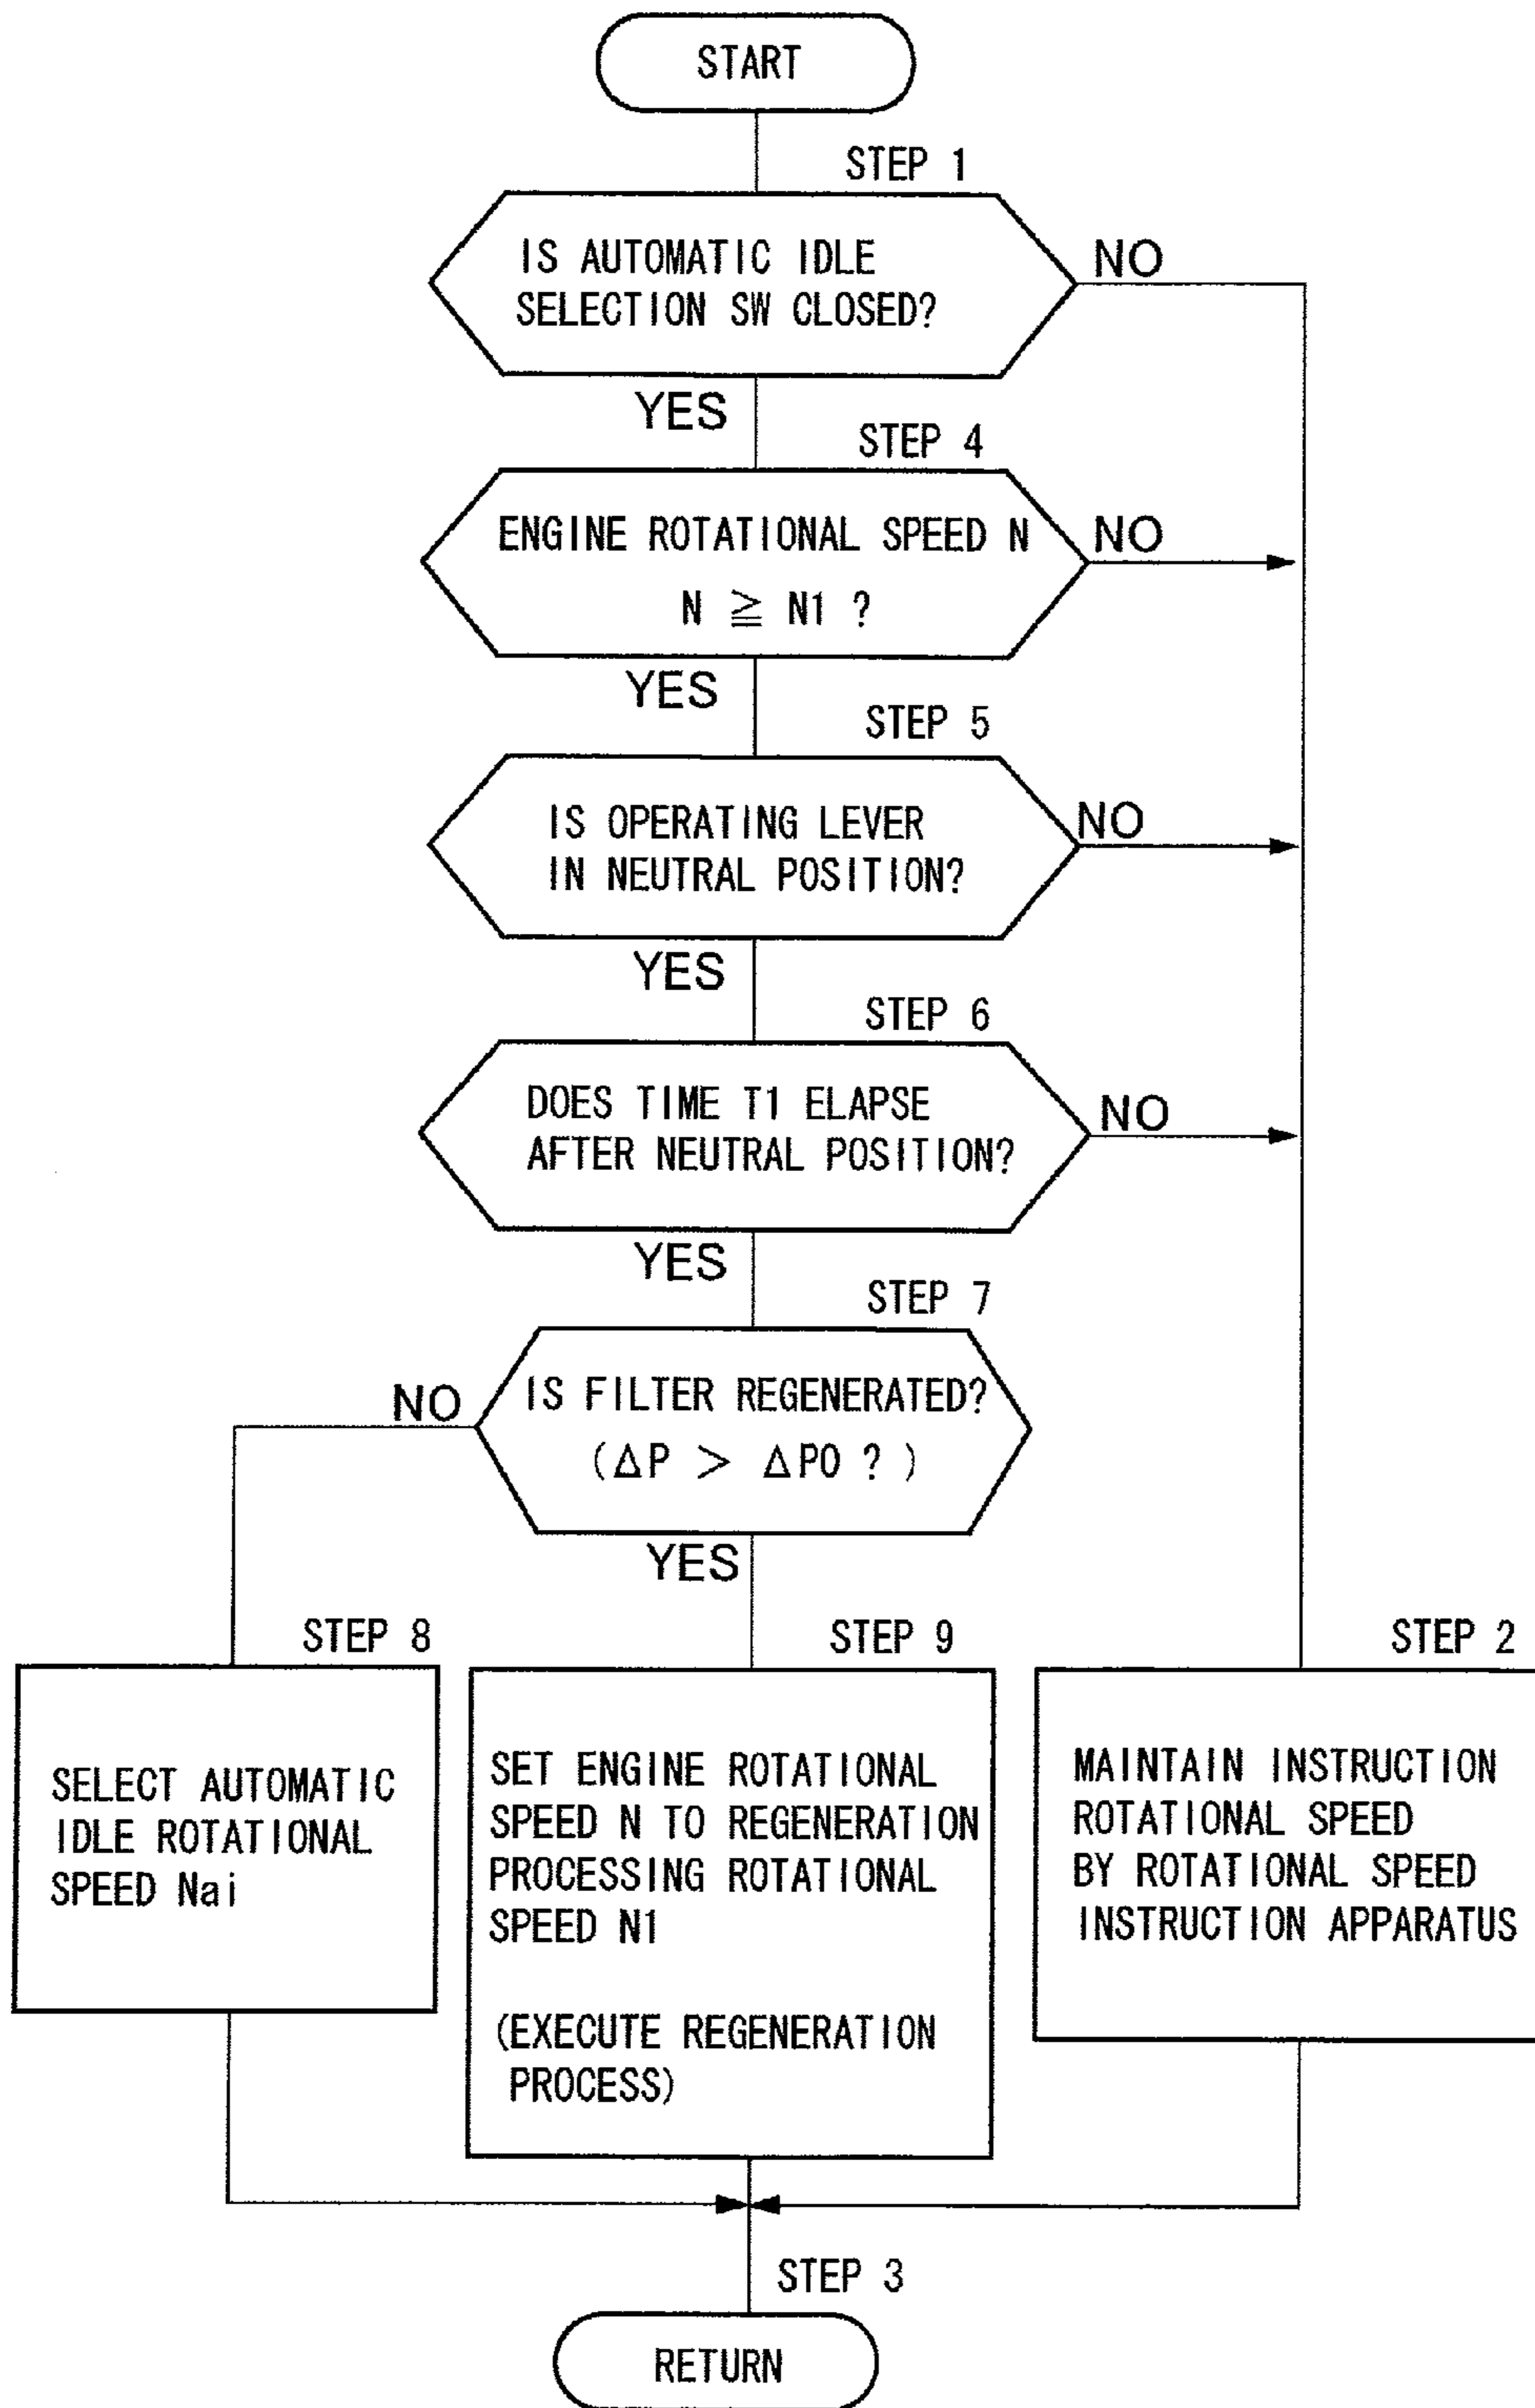 START
STEP 1
IS AUTOMATIC IDLE
SELECTION SW CLOSED?
NO
YES
STEP 4
ENGINE ROTATIONAL SPEED N
N ≧ N1 ?
NO
YES
STEP 5
IS OPERATING LEVER
IN NEUTRAL POSITION?
NO
YES
STEP 6
DOES TIME T1 ELAPSE
AFTER NEUTRAL POSITION?
NO
YES
STEP 7
IS FILTER REGENERATED?
(ΔP > ΔP0 ? )
NO
YES
STEP 8
SELECT AUTOMATIC
IDLE ROTATIONAL
SPEED Nai
STEP 9
SET ENGINE ROTATIONAL
SPEED N TO REGENERATION
PROCESSING ROTATIONAL
SPEED N1
(EXECUTE REGENERATION
PROCESS)
STEP 2
MAINTAIN INSTRUCTION
ROTATIONAL SPEED
BY ROTATIONAL SPEED
INSTRUCTION APPARATUS
STEP 3
RETURN